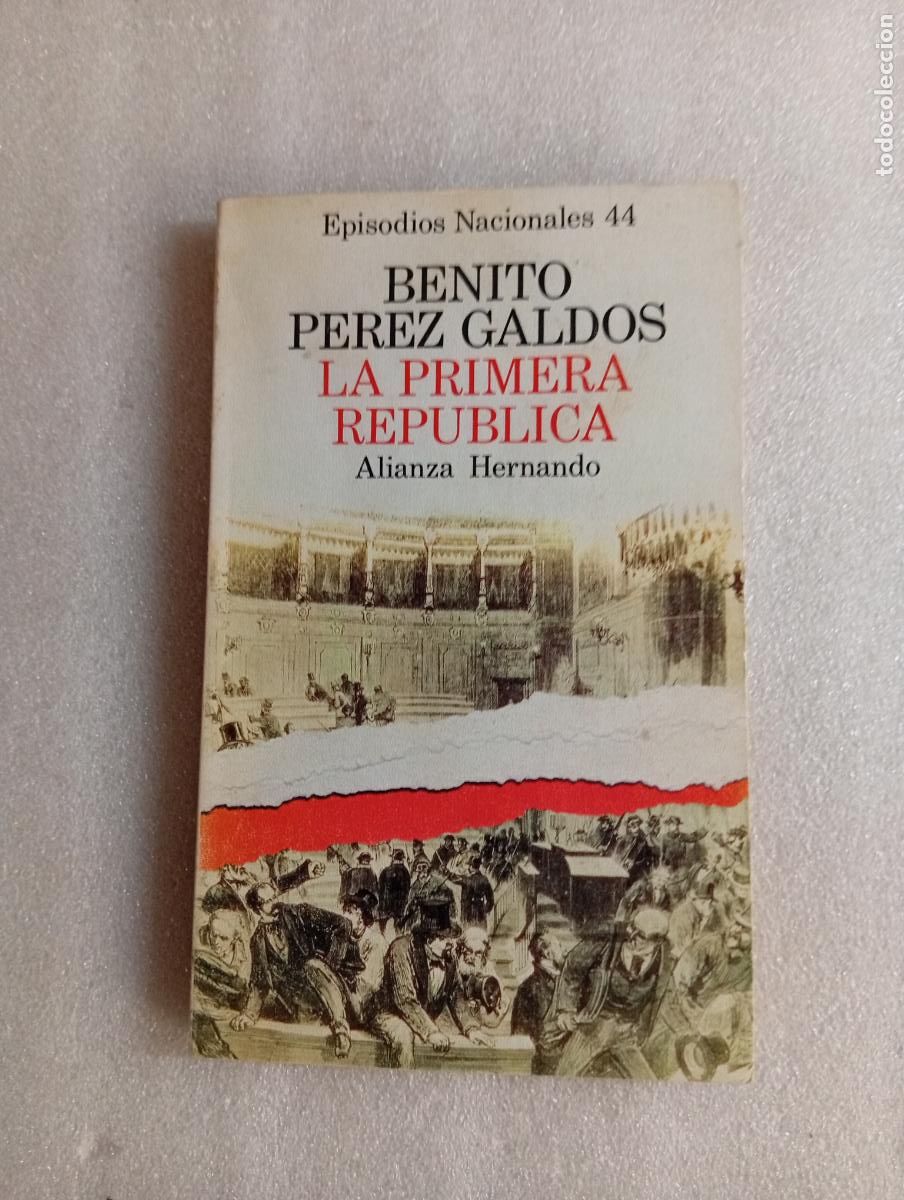 Episodios Nacionales 44
BENITO
PEREZ GALDOS
LA PRIMERA
REPUBLICA
Alianza Hernando
todocoleccion